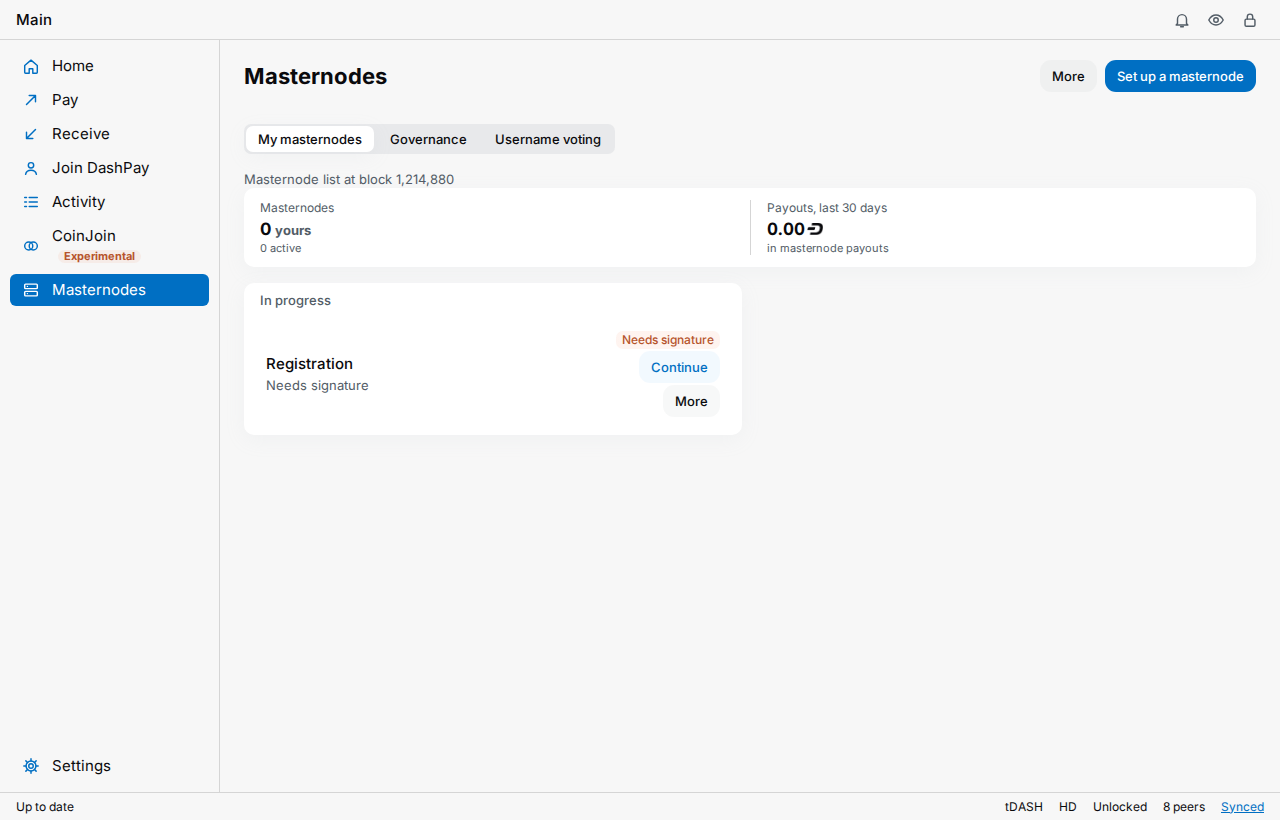 Main
Home
Pay
Receive
Join DashPay
Activity
CoinJoin
Experimental
Masternodes
Settings
Masternodes
More
Set up a masternode
My masternodes
Governance
Username voting
Masternode list at block 1,214,880
Masternodes
0 yours
0 active
Payouts, last 30 days
0.00
in masternode payouts
In progress
Registration
Needs signature
Needs signature
Continue
More
Up to date
tDASH
HD
Unlocked
8 peers
Synced